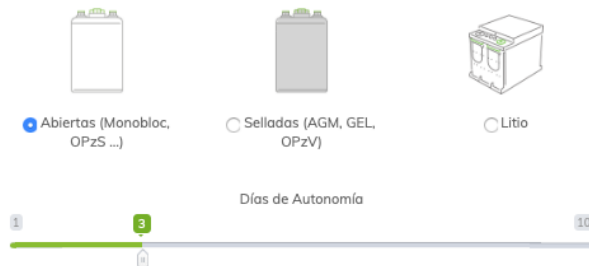 Abiertas (Monobloc,
OPzS ...)
Selladas (AGM, GEL,
OPzV)
Litio
Días de Autonomía
1
3
10